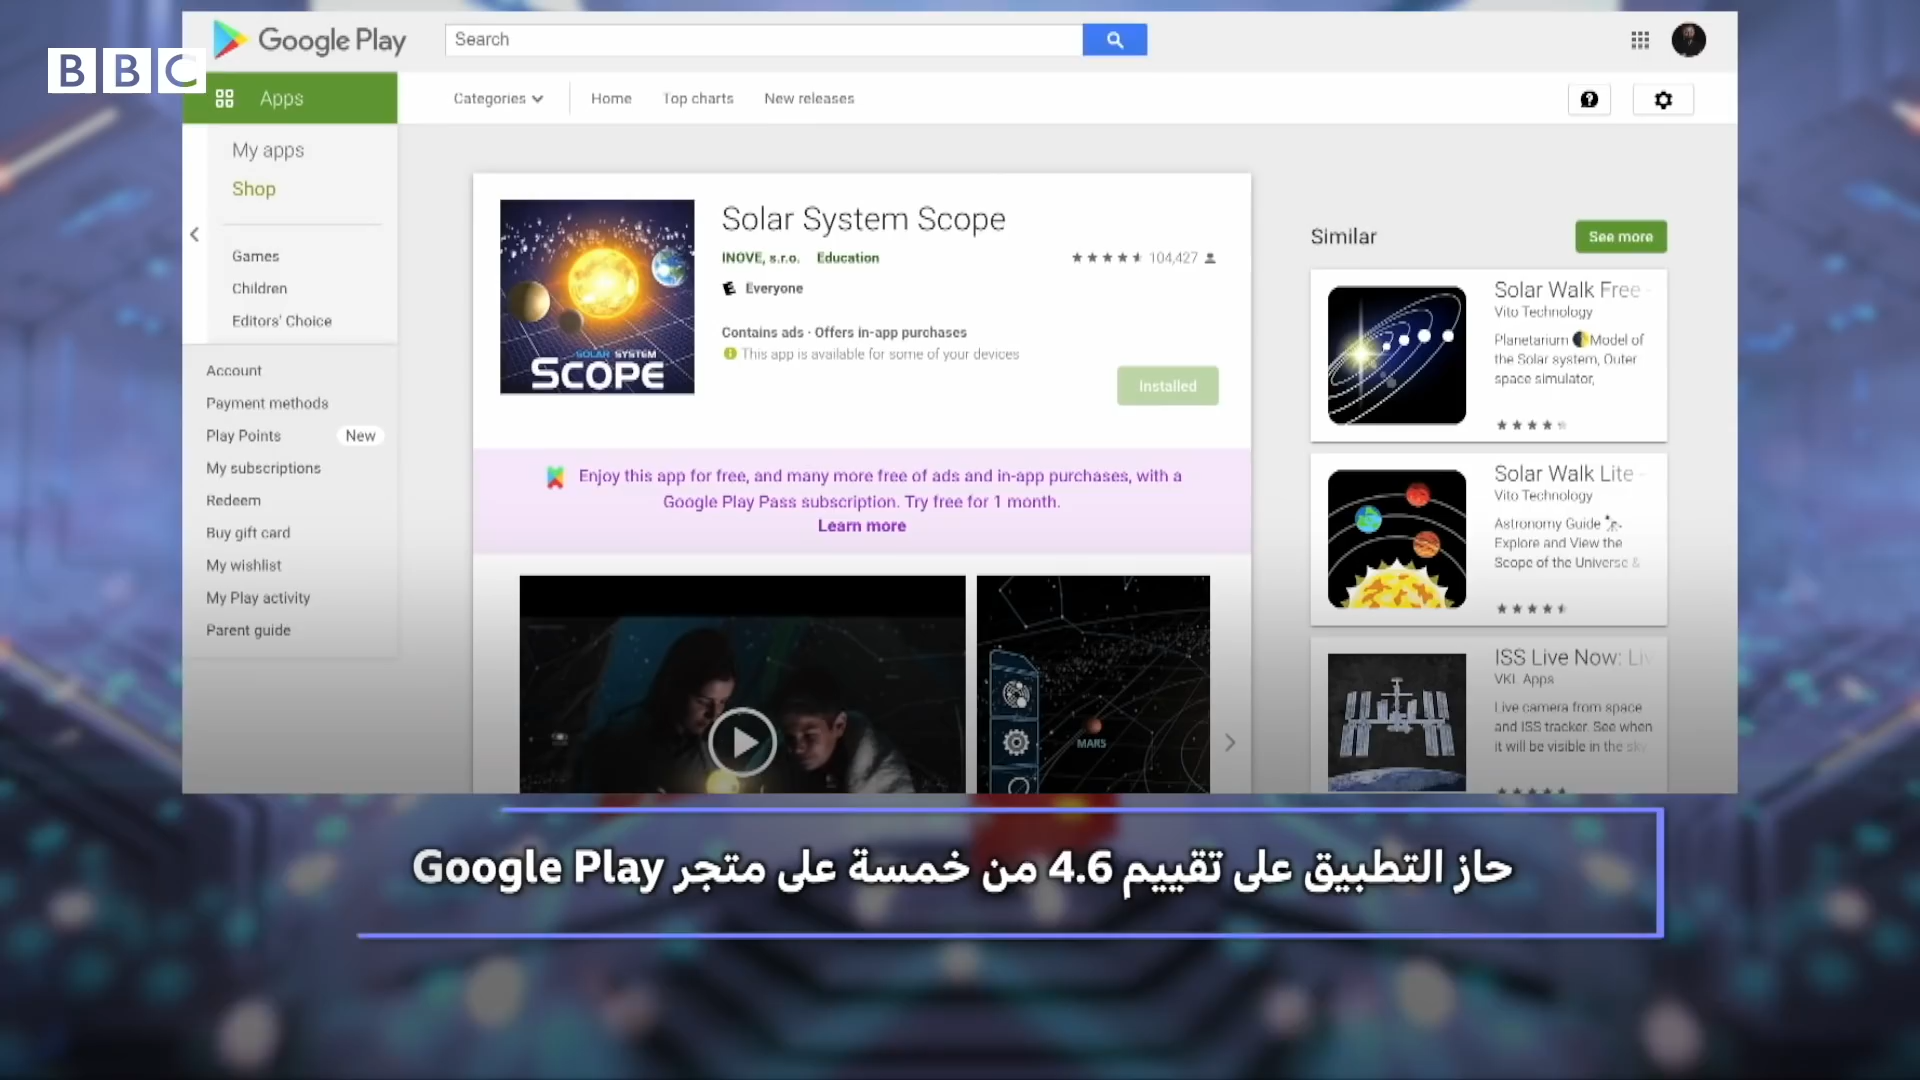 BBC
Google Play
Search
Apps
Categories
Home
Top charts
New releases
My apps
Shop
Games
Children
Editors' Choice
Account
Payment methods
Play Points
New
My subscriptions
Redeem
Buy gift card
My wishlist
My Play activity
Parent guide
SOLAR SYSTEM
SCOPE
Solar System Scope
INOVE, s.r.o. Education
104,427
Everyone
Contains ads · Offers in-app purchases
This app is available for some of your devices
Installed
Enjoy this app for free, and many more free of ads and in-app purchases, with a
Google Play Pass subscription. Try free for 1 month.
Learn more
MARS
Similar
See more
Solar Walk Free -
Vito Technology
Planetarium 🌓Model of
the Solar system, Outer
space simulator,
Solar Walk Lite -
Vito Technology
Astronomy Guide 🔭
Explore and View the
Scope of the Universe &
ISS Live Now: Liv
VKL Apps
Live camera from space
and ISS tracker. See when
it will be visible in the sky
حاز التطبيق على تقييم 4.6 من خمسة على متجر Google Play